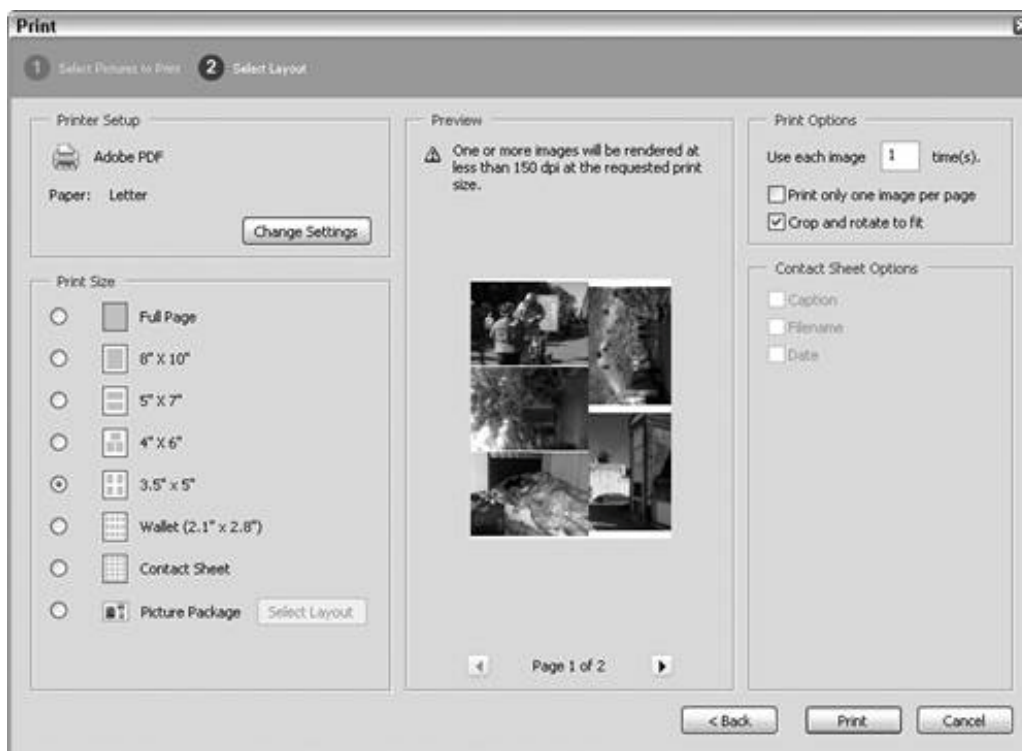 Print
1 Select Pictures to Print 2 Select Layout
Printer Setup
Adobe PDF
Paper: Letter
Change Settings
Print Size
Full Page
8" X 10"
5" X 7"
4" X 6"
3.5" x 5"
Wallet (2.1" x 2.8")
Contact Sheet
Picture Package Select Layout
Preview
One or more images will be rendered at
less than 150 dpi at the requested print
size.
Page 1 of 2
Print Options
Use each image 1 time(s).
Print only one image per page
Crop and rotate to fit
Contact Sheet Options
Caption
Filename
Date
< Back Print Cancel